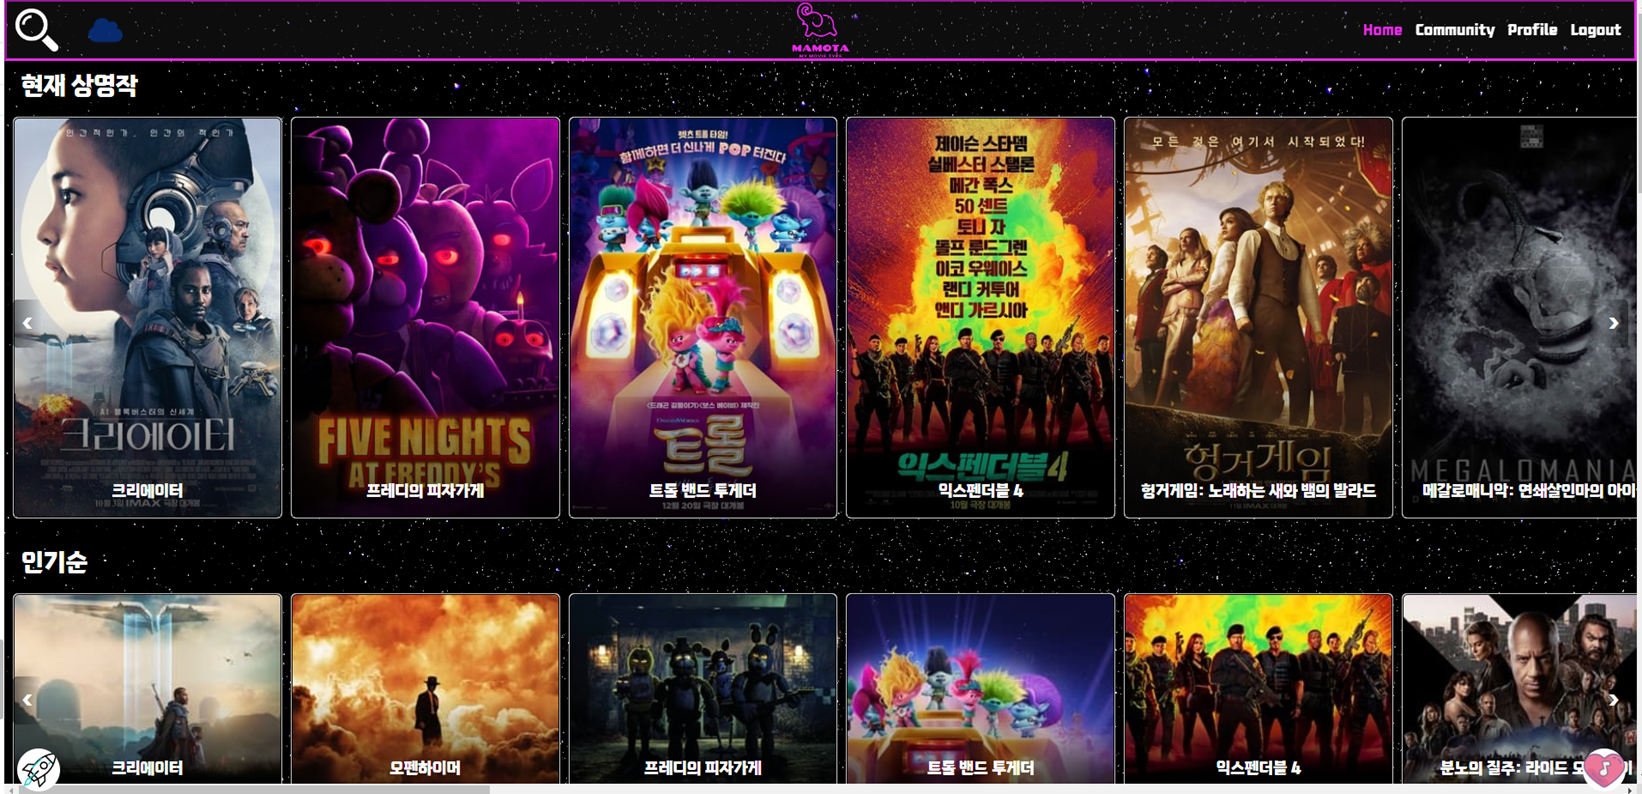 MAMOTA
MY MOVIE TYPE
Home Community Profile Logout
현재 상영작
인간적인가, 인간의 적인가
AI 블록버스터의 신세계
크리에이터
10월 3일 IMAX 극장 대개봉
크리에이터
FIVE NIGHTS
AT FREDDY'S
프레디의 피자가게
렛츠 트롤 타임!
함께하면 더 신나게 POP 터진다
<드래곤 길들이기><보스 베이비> 제작진
트롤
12월 20일 극장 대개봉
트롤 밴드 투게더
제이슨 스타뎀
실베스터 스탤론
메간 폭스
50 센트
토니 자
돌프 룬드그렌
이코 우웨이스
랜디 커투어
앤디 가르시아
익스펜더블4
10월 극장 대개봉
익스펜더블 4
모든 것은 여기서 시작되었다!
헝거게임
헝거게임: 노래하는 새와 뱀의 발라드
MEGALOMANIA
메갈로매니악: 연쇄살인마의 아이
인기순
크리에이터
오펜하이머
프레디의 피자가게
트롤 밴드 투게더
익스펜더블 4
분노의 질주: 라이드